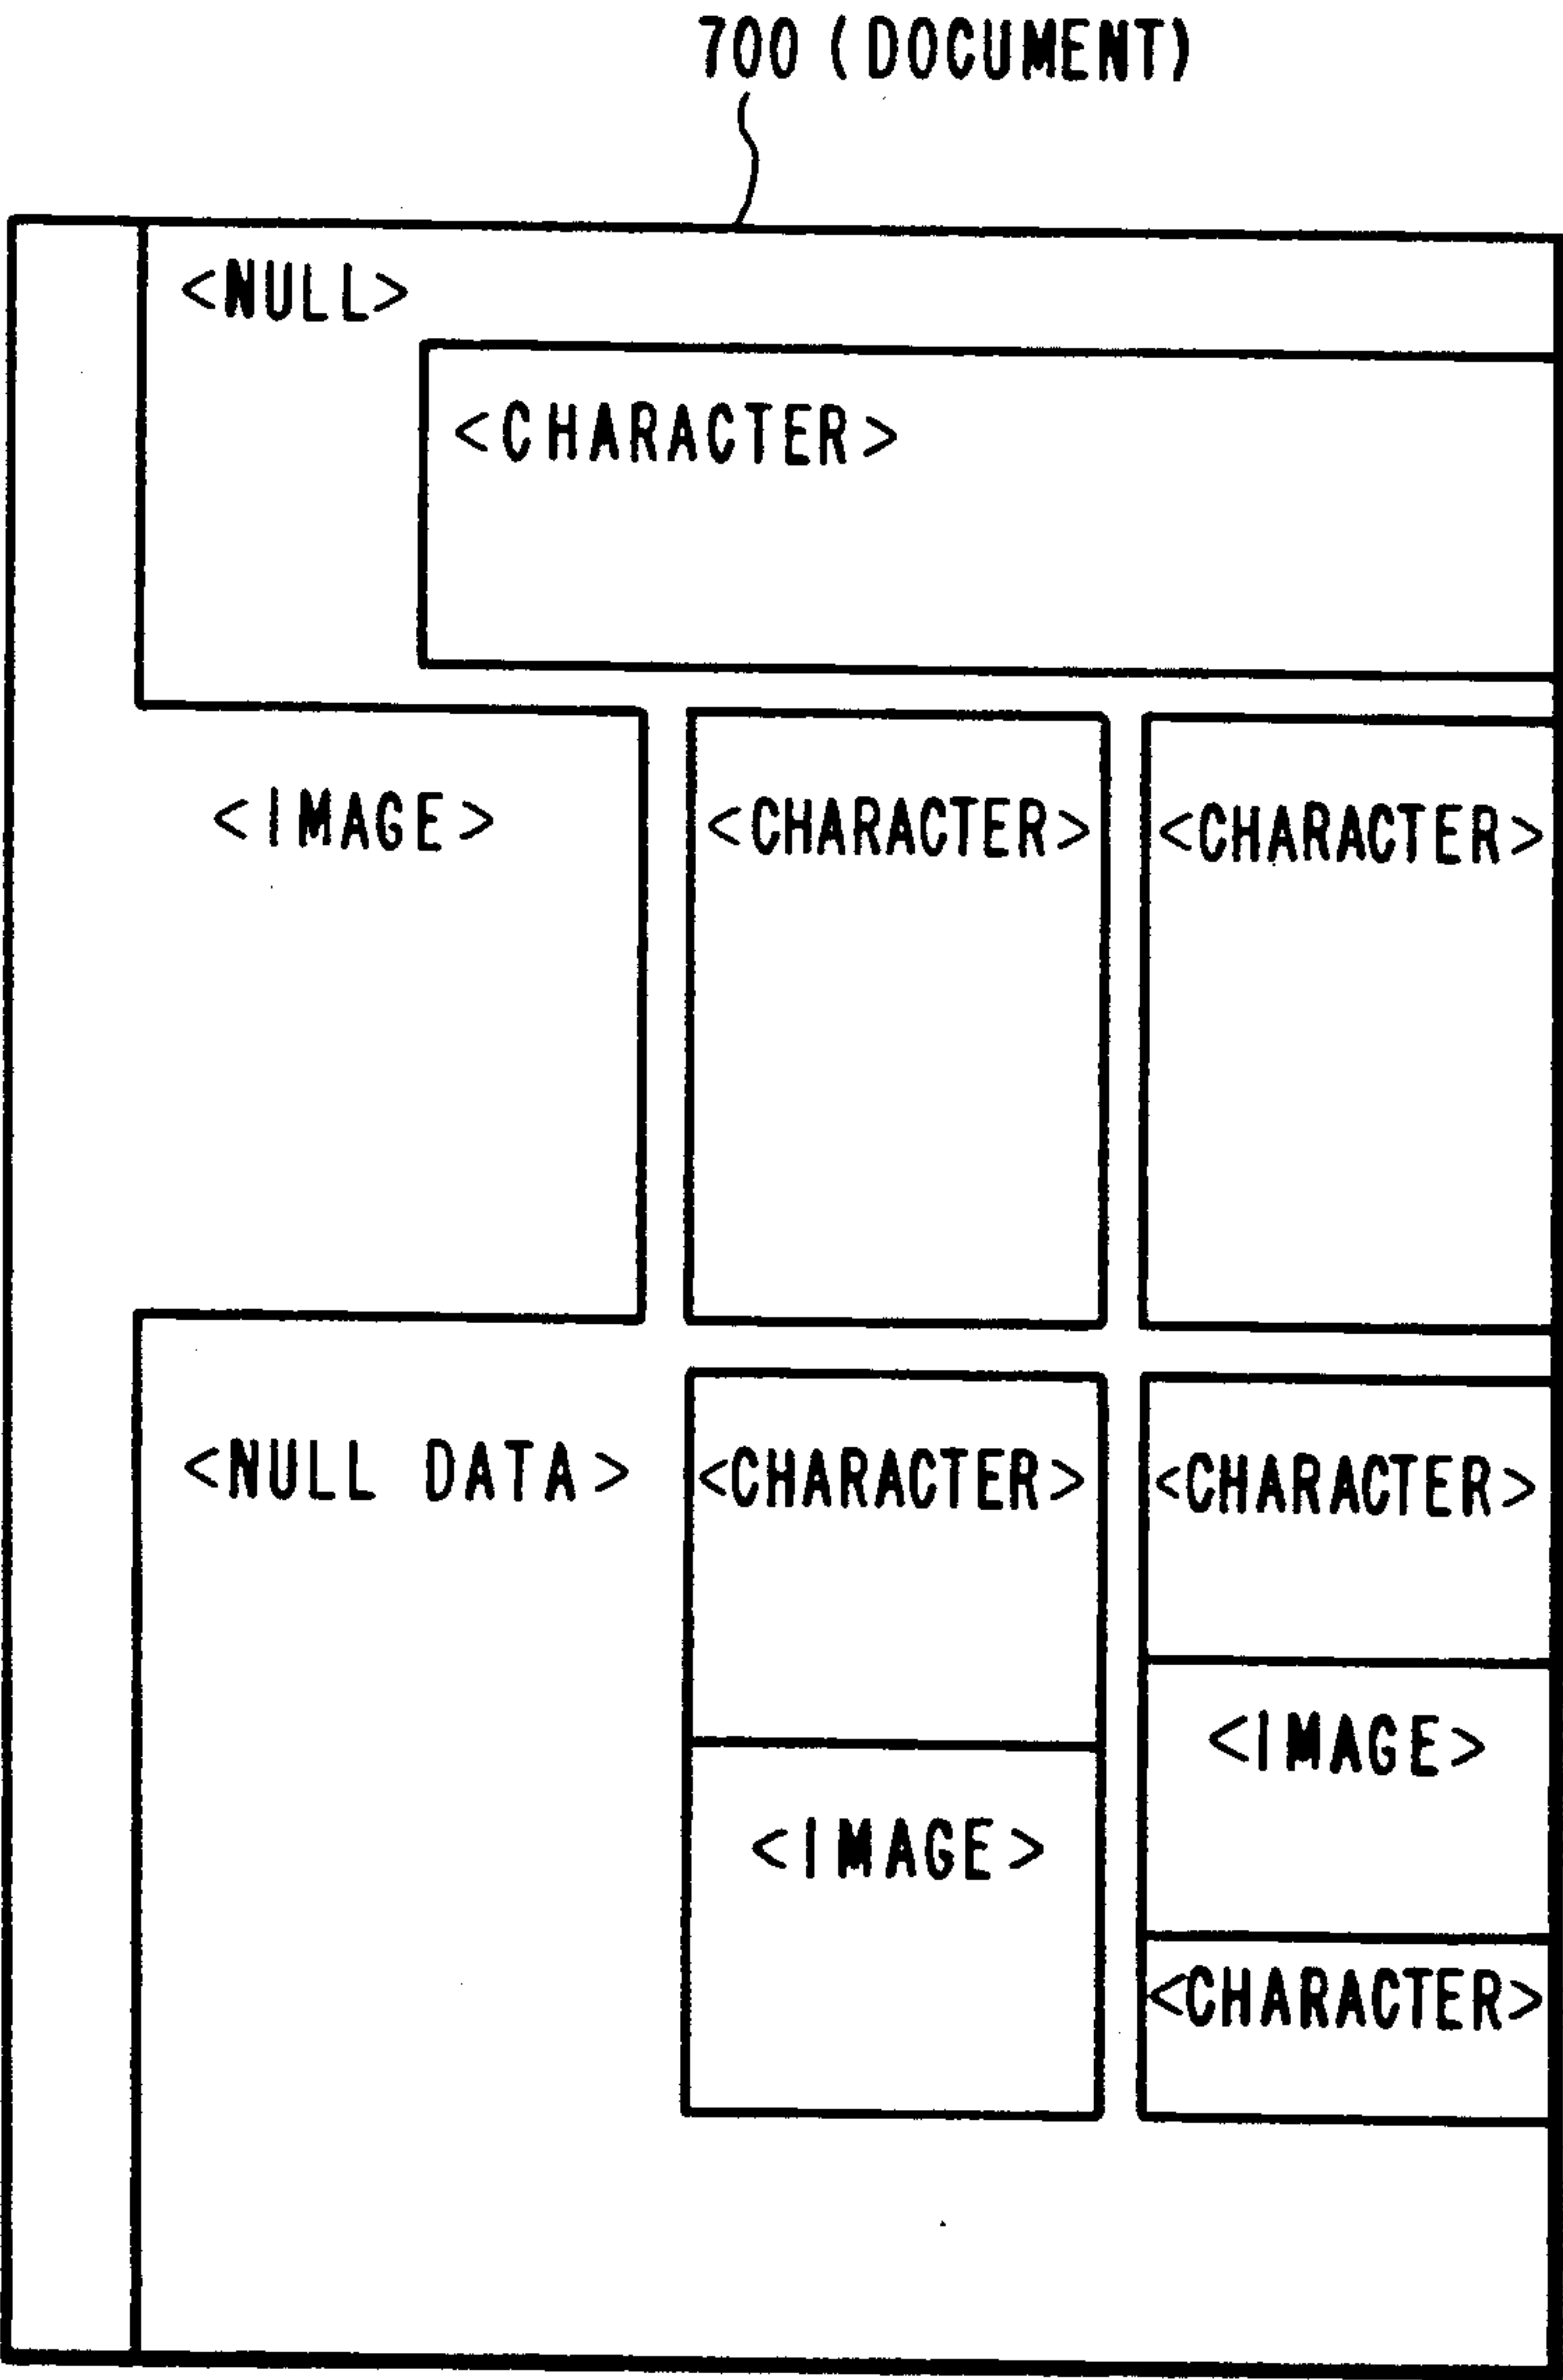 700 (DOCUMENT)
<NULL>
<CHARACTER>
<IMAGE> <CHARACTER> <CHARACTER>
<NULL DATA> <CHARACTER> <CHARACTER>
<IMAGE>
<IMAGE>
<CHARACTER>